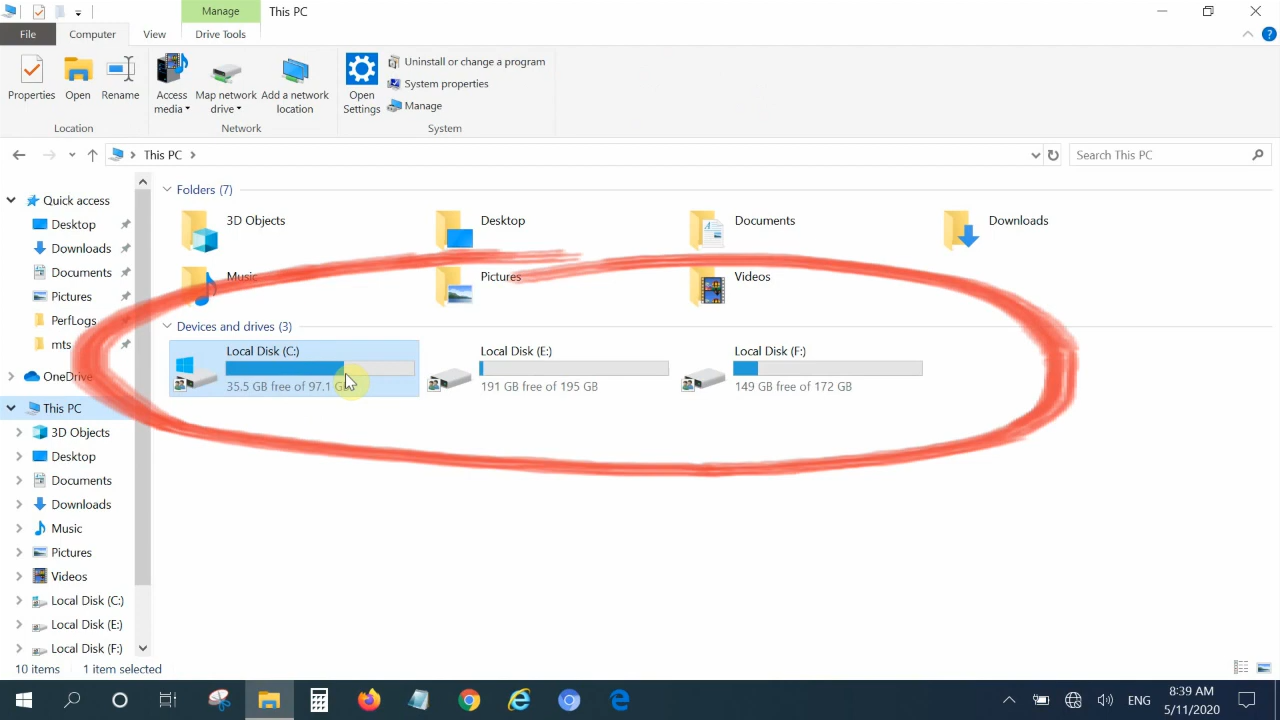 Manage
This PC
File
Computer
View
Drive Tools
Properties
Open
Rename
Access media
Map network drive
Add a network location
Open Settings
Uninstall or change a program
System properties
Manage
Location
Network
System
This PC
Search This PC
Quick access
Desktop
Downloads
Documents
Pictures
PerfLogs
mts
OneDrive
This PC
3D Objects
Desktop
Documents
Downloads
Music
Pictures
Videos
Local Disk (C:)
Local Disk (E:)
Local Disk (F:)
Folders (7)
3D Objects
Desktop
Documents
Downloads
Music
Pictures
Videos
Devices and drives (3)
Local Disk (C:)
35.5 GB free of 97.1 GB
Local Disk (E:)
191 GB free of 195 GB
Local Disk (F:)
149 GB free of 172 GB
10 items
1 item selected
ENG
8:39 AM
5/11/2020